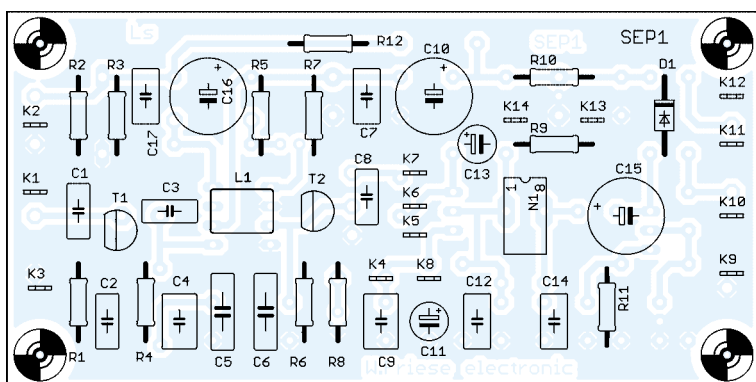 Ls
SEP1
SEP1
R12
C10
R2
R3
R5
R7
R10
D1
C16
K12
K2
C17
C7
K14
K13
K11
R9
C13
C8
K7
K1
C1
C3
L1
T2
C15
T1
K6
1
N1
8
K10
K5
K3
K4
K8
K9
C2
C4
C12
C14
R11
R1
R4
C5
C6
R6
R8
C9
C11
electronic